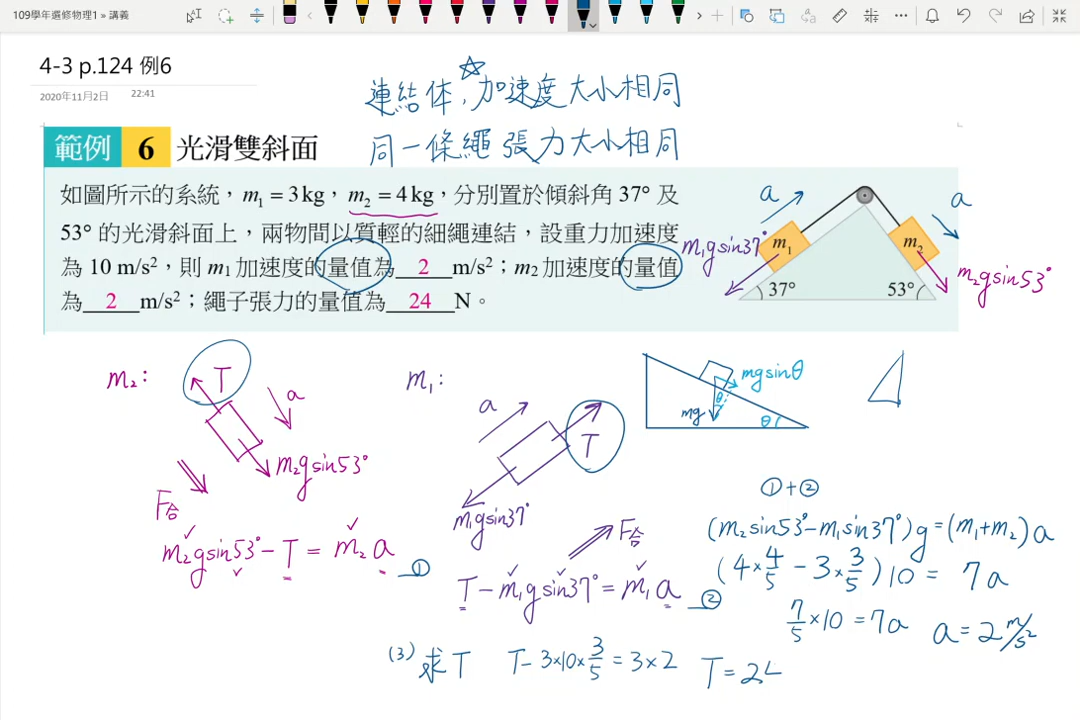 109學年選修物理1 » 講義
4-3 p.124 例6
2020年11月2日 22:41
連結体,加速度大小相同
同一條繩 張力大小相同
範例 6 光滑雙斜面
如圖所示的系統,m₁ = 3 kg,m₂ = 4 kg,分別置於傾斜角 37° 及
53° 的光滑斜面上,兩物間以質輕的細繩連結,設重力加速度
為 10 m/s²,則 m₁ 加速度的量值為 2 m/s²;m₂ 加速度的量值
為 2 m/s²;繩子張力的量值為 24 N。
a
a
m₁gsin37°
m₁
m₂
m₂gsin53°
37°
53°
m₂:
T
a
m₂gsin53°
F合
m₂gsin53° - T = m₂a ①
m₁:
a
T
m₁gsin37°
F合
T - m₁gsin37° = m₁a ②
mgsinθ
mg
θ
θ
①+②
(m₂sin53° - m₁sin37°)g = (m₁+m₂)a
(4×4/5 - 3×3/5)10 = 7a
7/5×10 = 7a a = 2 m/s²
(3) 求T T - 3×10×3/5 = 3×2 T = 24